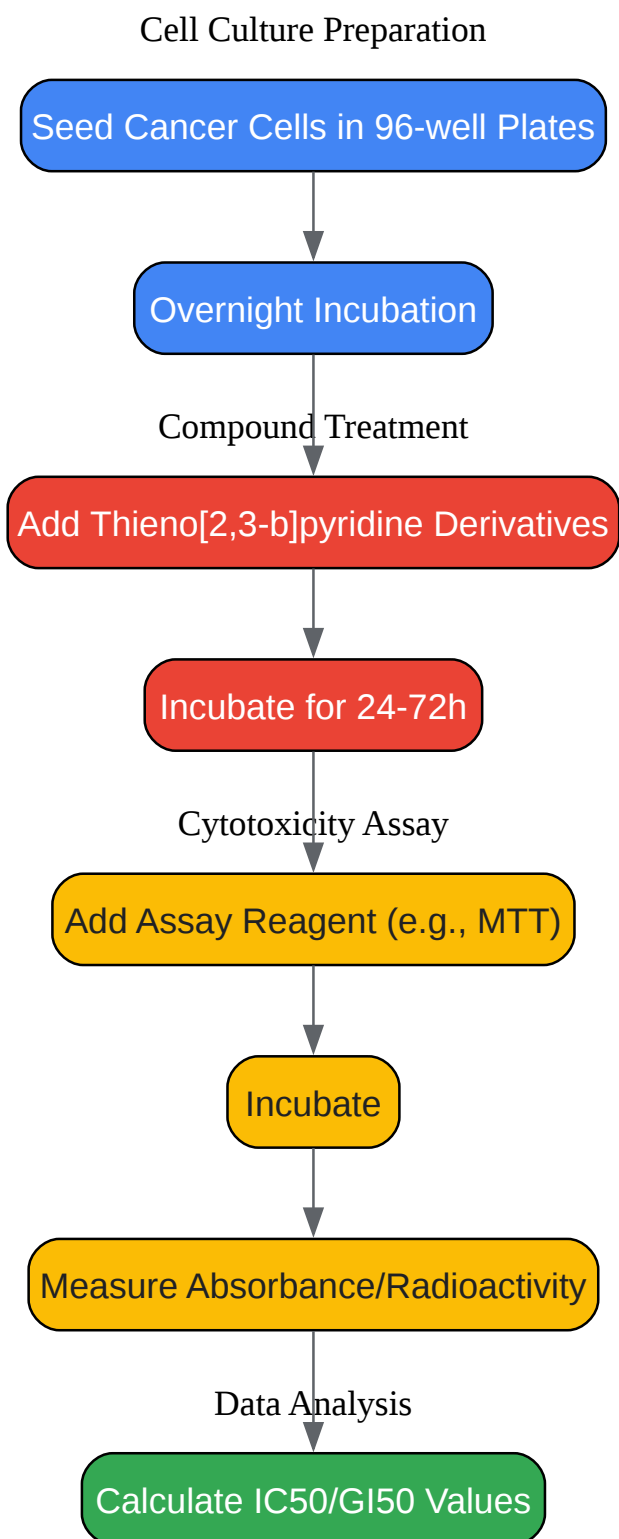 Cell Culture Preparation
Seed Cancer Cells in 96-well Plates
Overnight Incubation
Compound Treatment
Add Thieno[2,3-b]pyridine Derivatives
Incubate for 24-72h
Cytotoxicity Assay
Add Assay Reagent (e.g., MTT)
Incubate
Measure Absorbance/Radioactivity
Data Analysis
Calculate IC50/GI50 Values